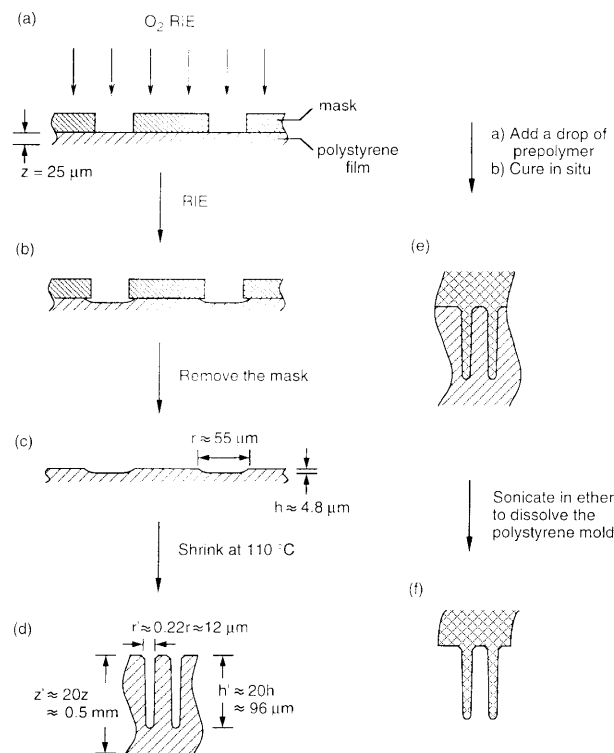 (a)
O₂ RIE
mask
polystyrene
film
z = 25 μm
RIE
(b)
Remove the mask
(c)
r ≈ 55 μm
h ≈ 4.8 μm
Shrink at 110 °C
(d)
r' ≈ 0.22r ≈ 12 μm
z' ≈ 20z
≈ 0.5 mm
h' ≈ 20h
≈ 96 μm
a) Add a drop of
prepolymer
b) Cure in situ
(e)
Sonicate in ether
to dissolve the
polystyrene mold
(f)